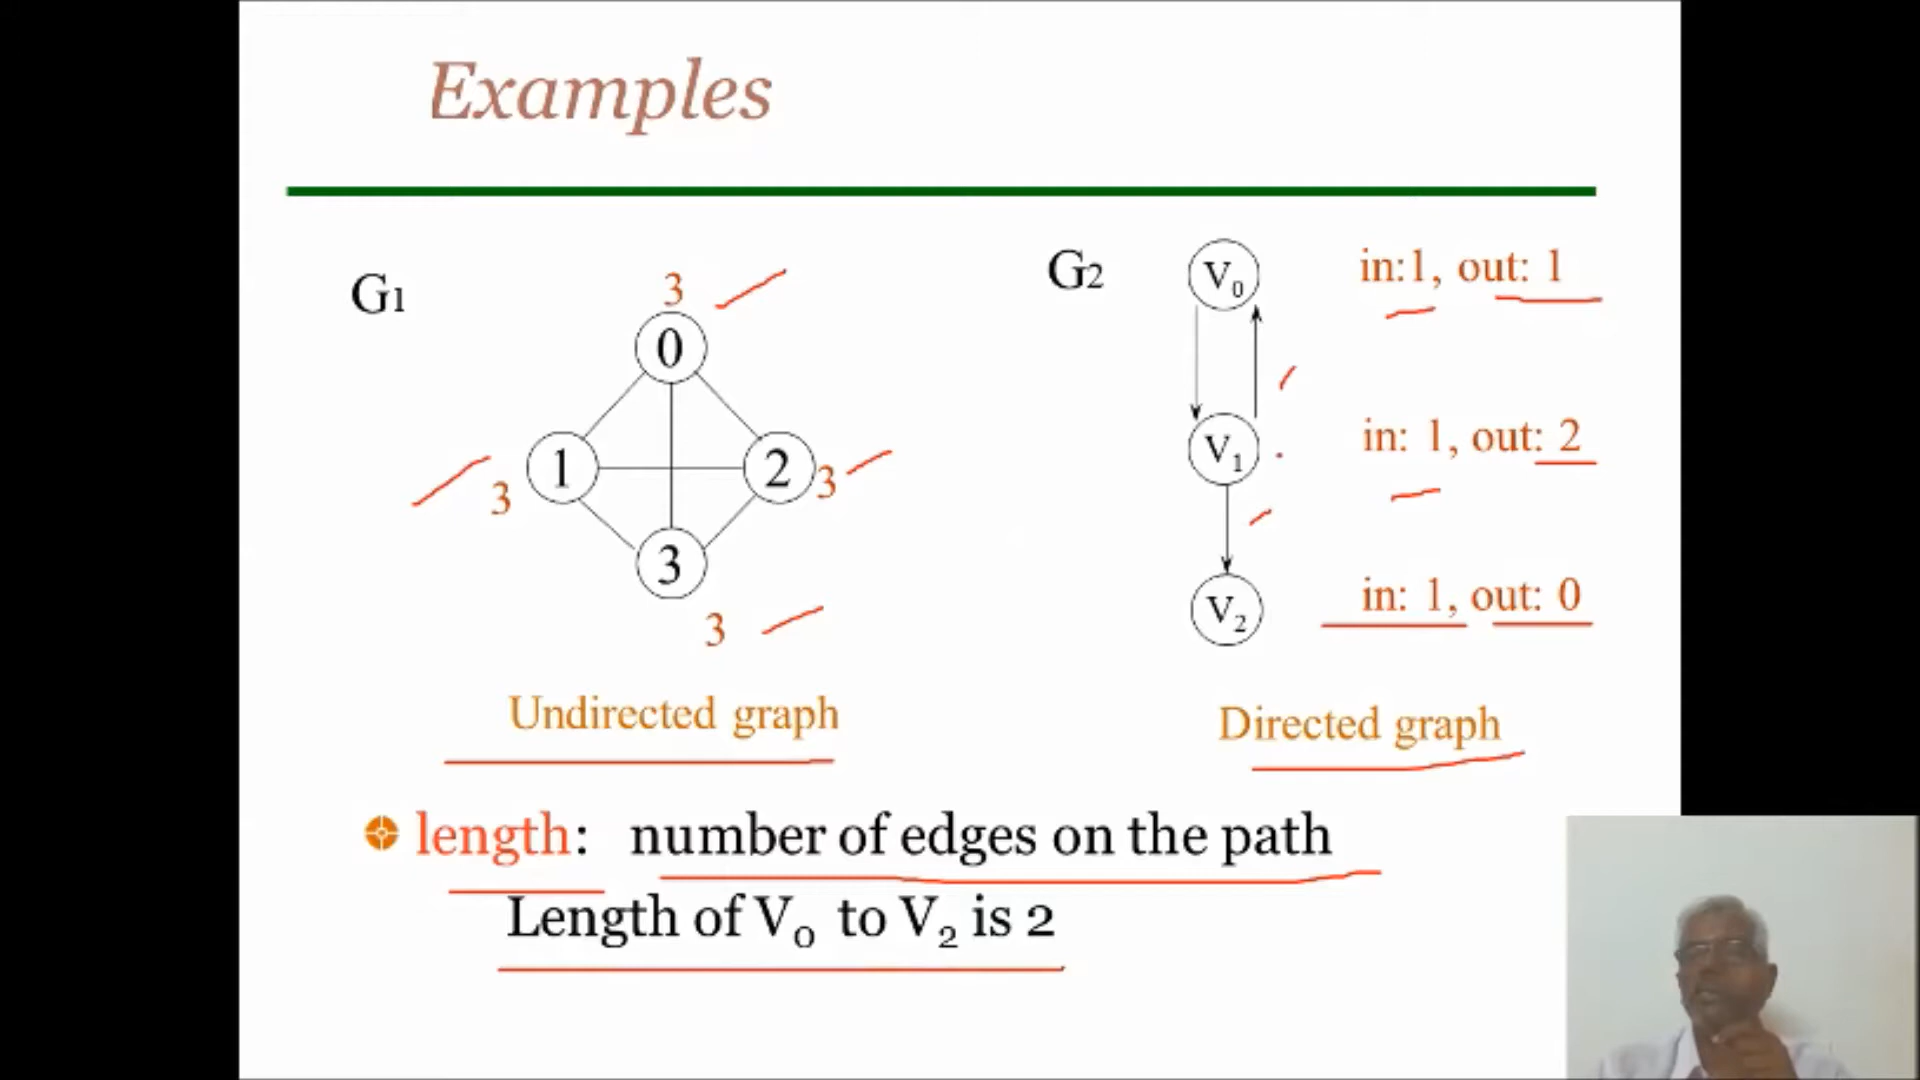 Examples
G1
3
0
1
3
2
3
3
3
Undirected graph
G2
V₀
in:1, out: 1
V₁
in: 1, out: 2
V₂
in: 1, out: 0
Directed graph
length: number of edges on the path
Length of V₀ to V₂ is 2